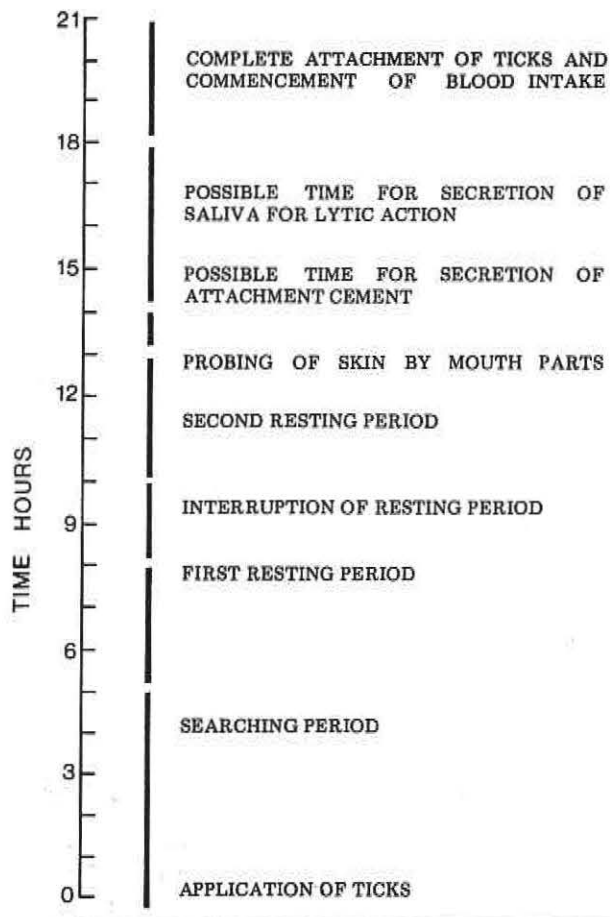 21
COMPLETE ATTACHMENT OF TICKS AND
COMMENCEMENT OF BLOOD INTAKE
18
POSSIBLE TIME FOR SECRETION OF
SALIVA FOR LYTIC ACTION
15
POSSIBLE TIME FOR SECRETION OF
ATTACHMENT CEMENT
PROBING OF SKIN BY MOUTH PARTS
12
SECOND RESTING PERIOD
TIME HOURS
9
INTERRUPTION OF RESTING PERIOD
FIRST RESTING PERIOD
6
SEARCHING PERIOD
3
0
APPLICATION OF TICKS